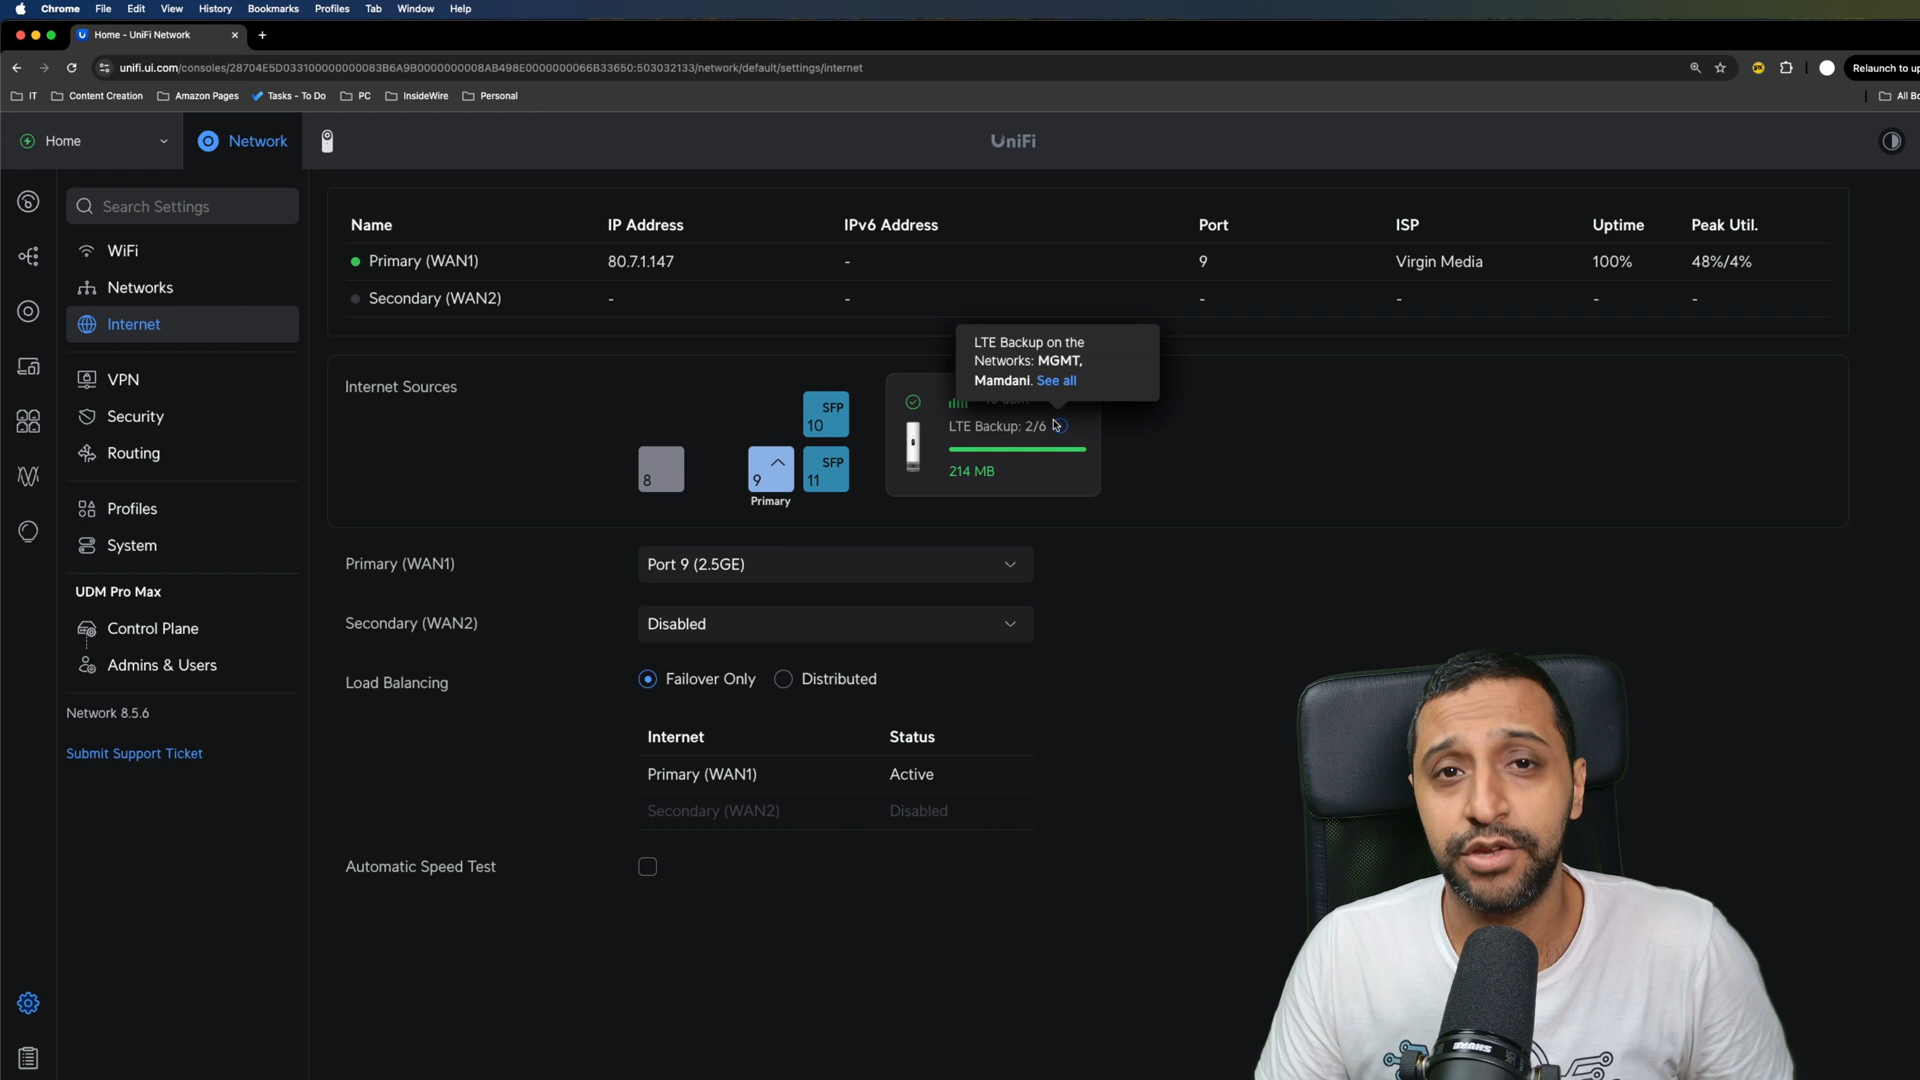 Chrome File Edit View History Bookmarks Profiles Tab Window Help
Home - UniFi Network
unifi.ui.com/consoles/28704E5D033100000000083B6A9B0000000008AB498E0000000066B33650:503032133/network/default/settings/internet
Relaunch to up
IT Content Creation Amazon Pages Tasks - To Do PC InsideWire Personal
All Bo
Home Network UniFi
Search Settings
WiFi
Networks
Internet
VPN
Security
Routing
Profiles
System
UDM Pro Max
Control Plane
Admins & Users
Network 8.5.6
Submit Support Ticket
Name IP Address IPv6 Address Port ISP Uptime Peak Util.
Primary (WAN1) 80.7.1.147 - 9 Virgin Media 100% 48%/4%
Secondary (WAN2) - - - - - -
LTE Backup on the
Networks: MGMT,
Mamdani. See all
Internet Sources
SFP
10
8
9
SFP
11
Primary
LTE Backup: 2/6
214 MB
Primary (WAN1) Port 9 (2.5GE)
Secondary (WAN2) Disabled
Load Balancing Failover Only Distributed
Internet Status
Primary (WAN1) Active
Secondary (WAN2) Disabled
Automatic Speed Test
SHURE